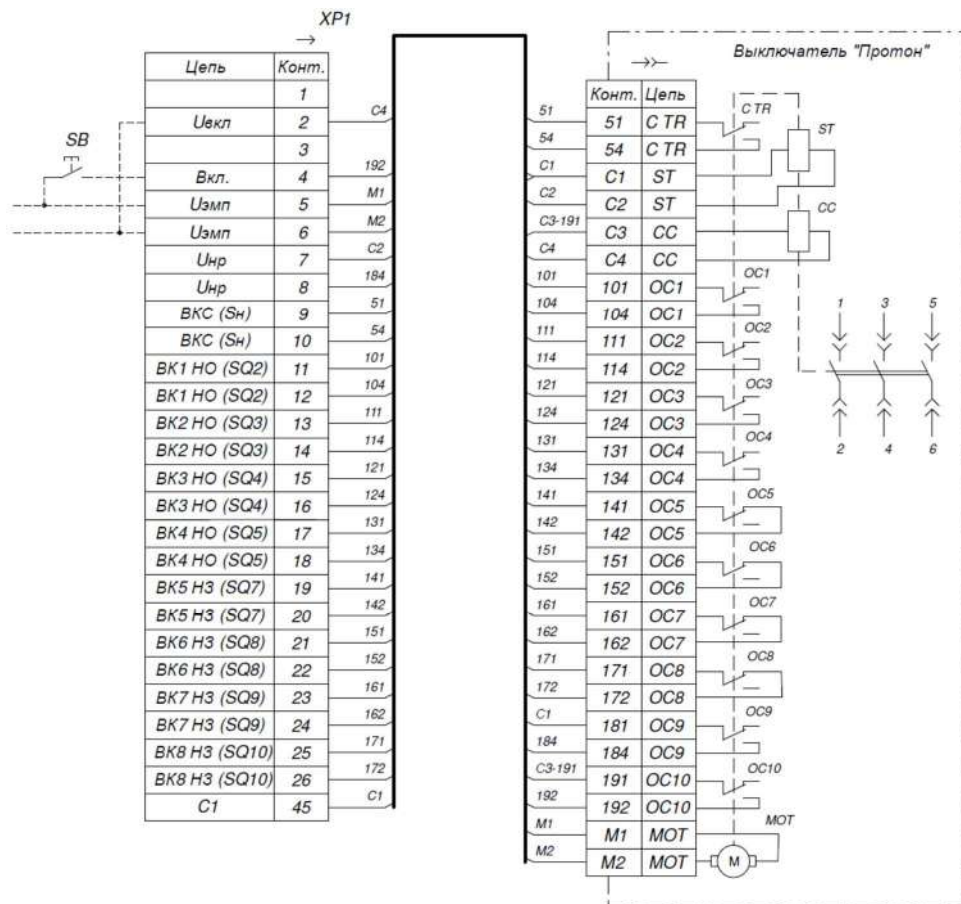 XP1
Цепь Конт.
1
Uвкл 2 C4
3
SB
Вкл. 4 192
Uэмп 5 M1
Uэмп 6 M2
Uнр 7 C2
Uнр 8 184
ВКС (Sн) 9 51
ВКС (Sн) 10 54
ВК1 НО (SQ2) 11 101
ВК1 НО (SQ2) 12 104
ВК2 НО (SQ3) 13 111
ВК2 НО (SQ3) 14 114
ВК3 НО (SQ4) 15 121
ВК3 НО (SQ4) 16 124
ВК4 НО (SQ5) 17 131
ВК4 НО (SQ5) 18 134
ВК5 НЗ (SQ7) 19 141
ВК5 НЗ (SQ7) 20 142
ВК6 НЗ (SQ8) 21 151
ВК6 НЗ (SQ8) 22 152
ВК7 НЗ (SQ9) 23 161
ВК7 НЗ (SQ9) 24 162
ВК8 НЗ (SQ10) 25 171
ВК8 НЗ (SQ10) 26 172
C1 45 C1
Выключатель "Протон"
Конт. Цепь
51 51 C TR C TR
54 54 C TR
C1 C1 ST ST
C2 C2 ST
C3-191 C3 CC CC
C4 C4 CC
101 101 OC1 OC1
104 104 OC1
111 111 OC2 OC2
114 114 OC2
121 121 OC3 OC3
124 124 OC3
131 131 OC4 OC4
134 134 OC4
141 141 OC5 OC5
142 142 OC5
151 151 OC6 OC6
152 152 OC6
161 161 OC7 OC7
162 162 OC7
171 171 OC8 OC8
172 172 OC8
C1 181 OC9 OC9
184 184 OC9
C3-191 191 OC10 OC10
192 192 OC10
M1 M1 MOT MOT
M2 M2 MOT M
1 3 5
2 4 6